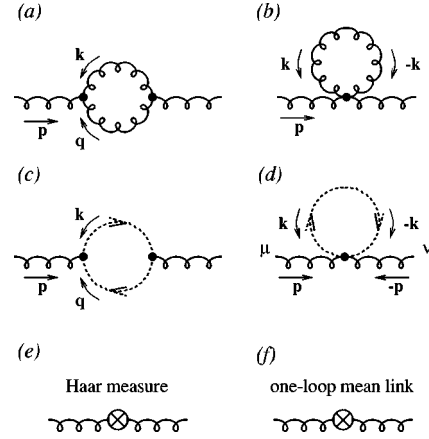 (a)
(b)
k
k
-k
p
q
p
(c)
(d)
k
k
-k
μ
ν
p
q
p
-p
(e)
(f)
Haar measure
one-loop mean link